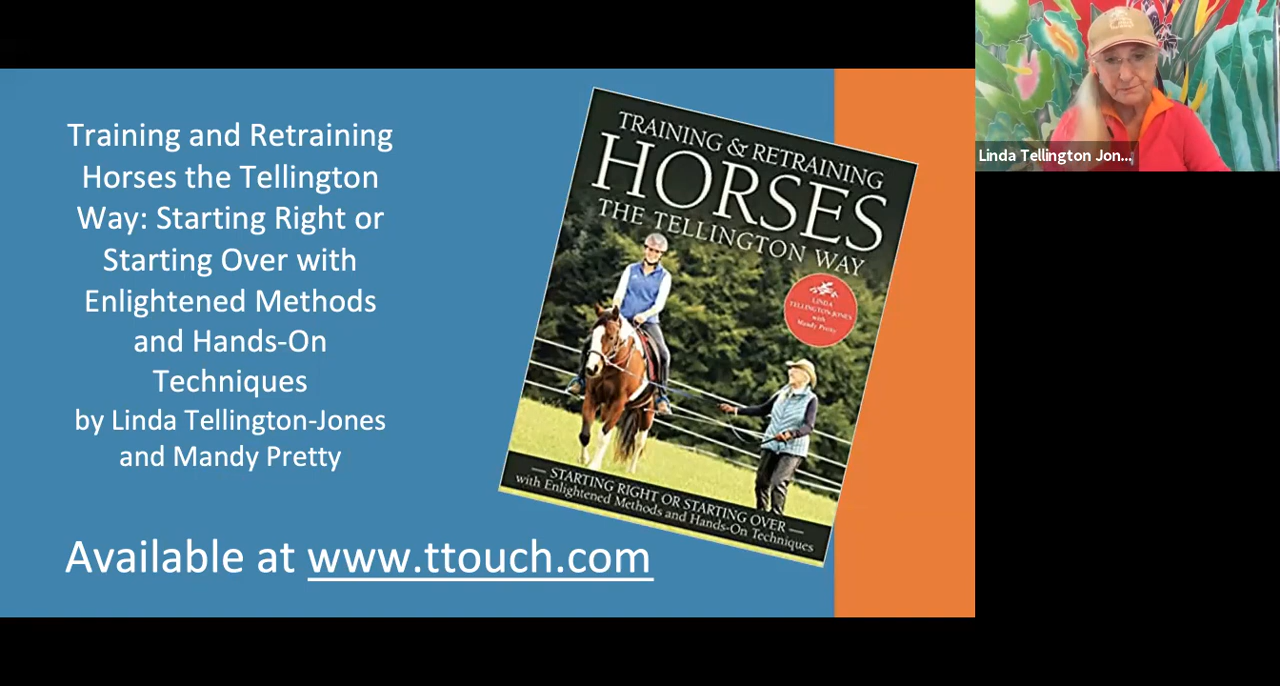 Training and Retraining
Horses the Tellington
Way: Starting Right or
Starting Over with
Enlightened Methods
and Hands-On
Techniques
by Linda Tellington-Jones
and Mandy Pretty
Available at www.ttouch.com
TRAINING & RETRAINING
HORSES
THE TELLINGTON WAY
LINDA
TELLINGTON-JONES
with
Mandy Pretty
— STARTING RIGHT OR STARTING OVER —
with Enlightened Methods and Hands-On Techniques
Linda Tellington Jon...